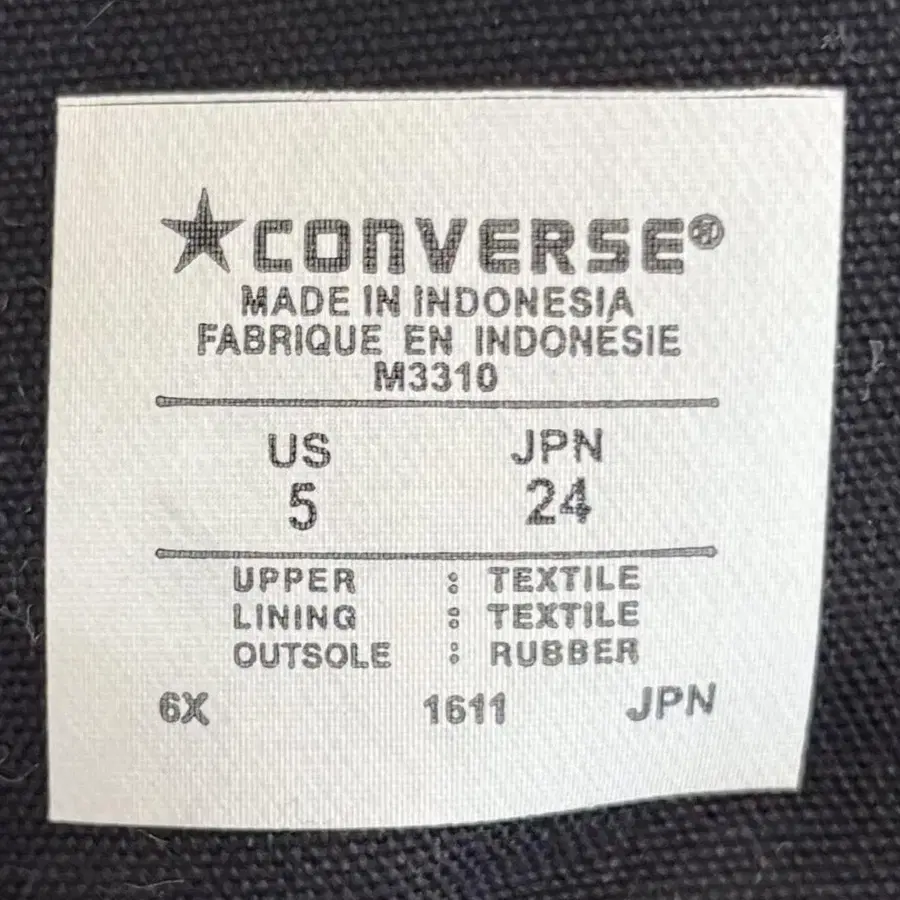 ★CONVERSE®
MADE IN INDONESIA
FABRIQUE EN INDONÉSIE
M3310
US JPN
5 24
UPPER : TEXTILE
LINING : TEXTILE
OUTSOLE : RUBBER
6X 1611 JPN